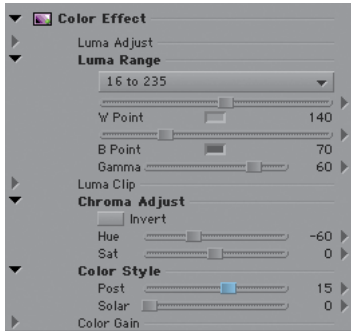 Color Effect
Luma Adjust
Luma Range
16 to 235
W Point 140
B Point 70
Gamma 60
Luma Clip
Chroma Adjust
Invert
Hue -60
Sat 0
Color Style
Post 15
Solar 0
Color Gain